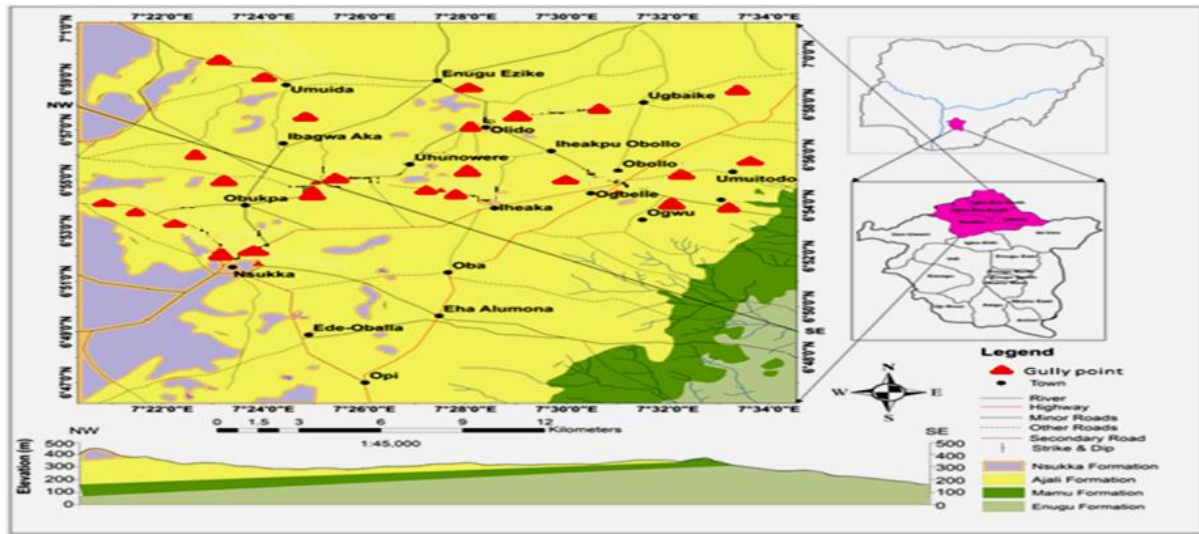 7°22'0"E 7°24'0"E 7°26'0"E 7°28'0"E 7°30'0"E 7°32'0"E 7°34'0"E
NW
Enugu Ezike
Umuida
Ugbaike
Olido
Ibagwa Aka
Iheakpu Obollo
Uhunowere
Obollo
Umuitodo
Obukpa
Ogbelle
Iheaka
Ogwu
Nsukka
Oba
Eha Alumona
SE
Ede-Oballa
Opi
7°22'0"E 7°24'0"E 7°26'0"E 7°28'0"E 7°30'0"E 7°32'0"E 7°34'0"E
0 1.5 3 6 9 12
Kilometers
1:45,000
N
W E
S
Legend
Gully point
Town
River
Highway
Minor Roads
Other Roads
Secondary Road
Strike & Dip
Nsukka Formation
Ajali Formation
Mamu Formation
Enugu Formation
NW SE
Elevation (m)
500 500
400 400
300 300
200 200
100 100
0 0